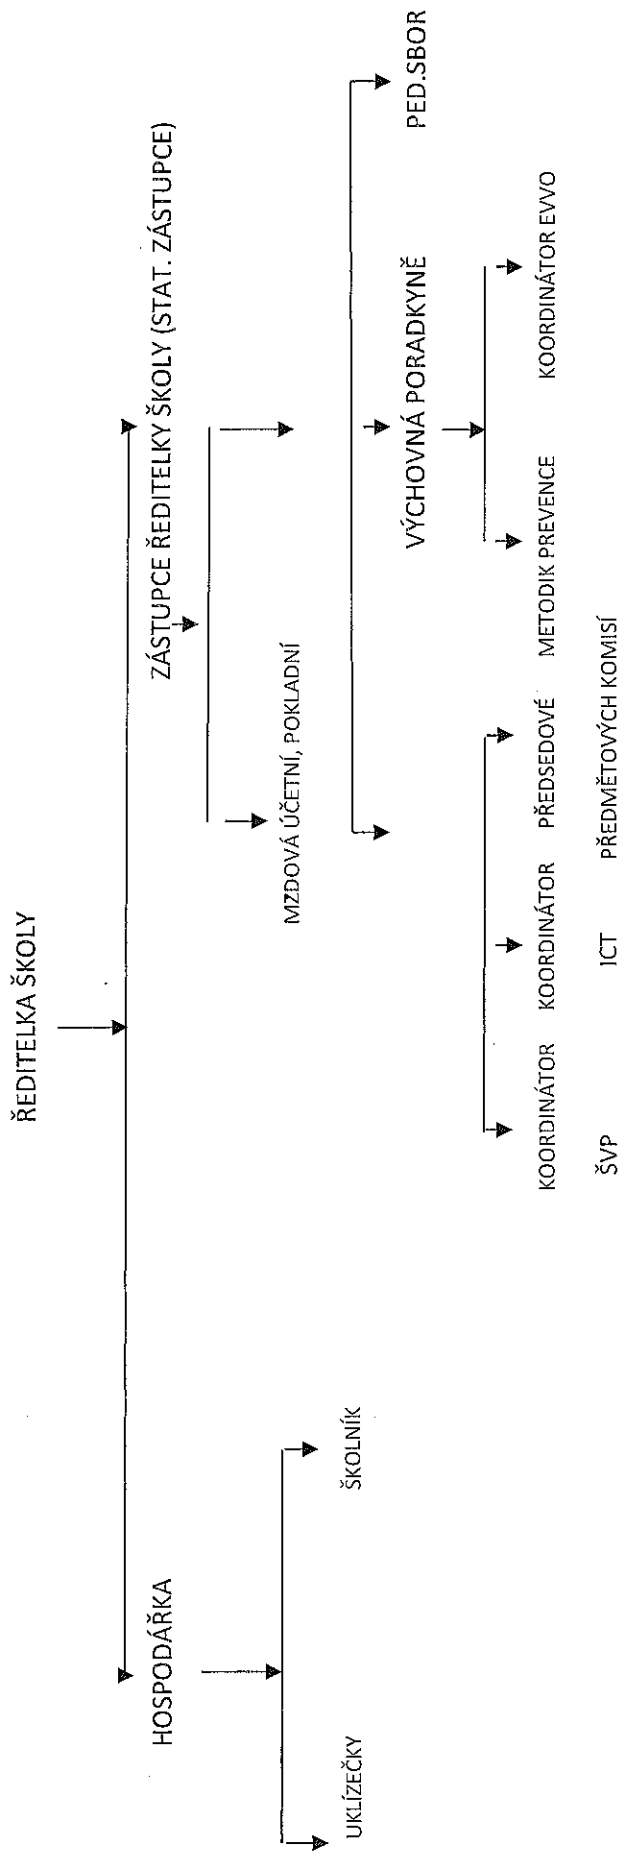 ŘEDITELKA ŠKOLY
HOSPODÁŘKA
ZÁSTUPCE ŘEDITELKY ŠKOLY (STAT. ZÁSTUPCE)
UKLÍZEČKY
ŠKOLNÍK
MZDOVÁ ÚČETNÍ, POKLADNÍ
VÝCHOVNÁ PORADKYNĚ
PED.SBOR
KOORDINÁTOR
ŠVP
KOORDINÁTOR
ICT
PŘEDSEDOVÉ
PŘEDMĚTOVÝCH KOMISÍ
METODIK PREVENCE
KOORDINÁTOR EVVO